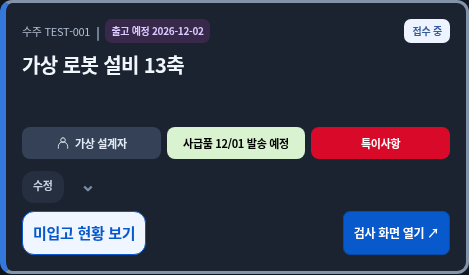 수주 TEST-001 | 출고 예정 2026-12-02 접수 중
가상 로봇 설비 13축
가상 설계자 사급품 12/01 발송 예정 특이사항
수정
미입고 현황 보기 검사 화면 열기 ↗